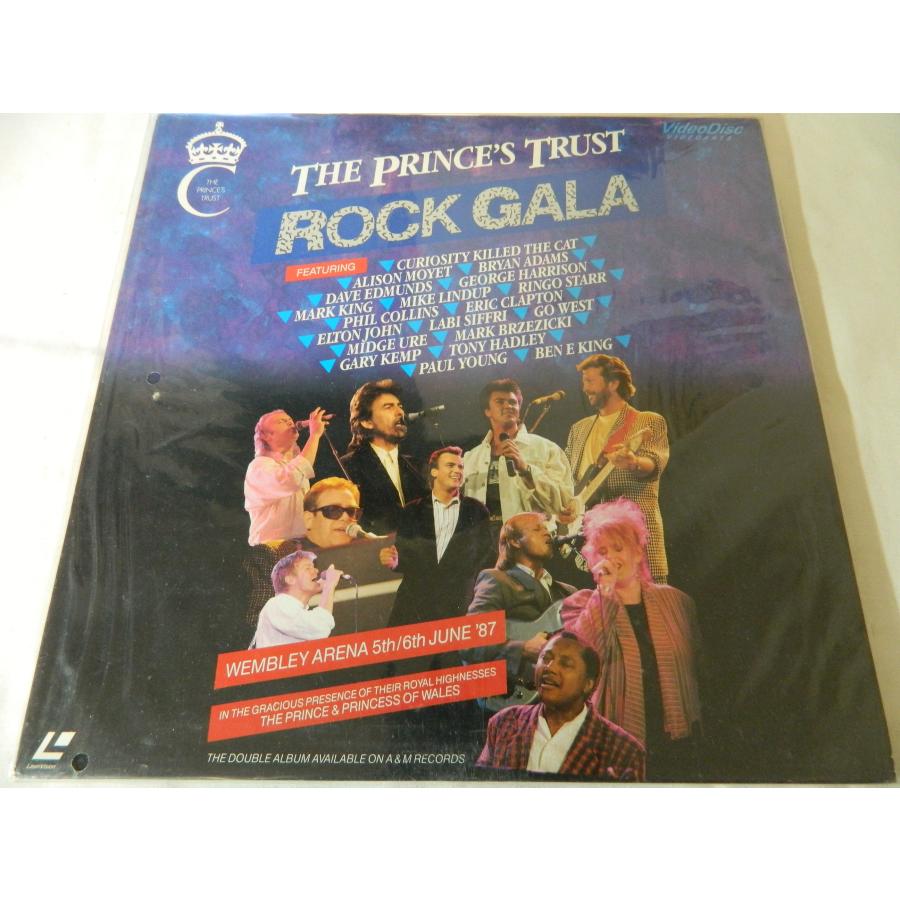 THE
PRINCE'S
TRUST
THE PRINCE'S TRUST
VideoDisc
VIDEOARTS
ROCK GALA
FEATURING
CURIOSITY KILLED THE CAT
ALISON MOYET BRYAN ADAMS
DAVE EDMUNDS GEORGE HARRISON
MARK KING MIKE LINDUP RINGO STARR
PHIL COLLINS ERIC CLAPTON
ELTON JOHN LABI SIFFRI GO WEST
MIDGE URE MARK BRZEZICKI
GARY KEMP TONY HADLEY
PAUL YOUNG BEN E KING
WEMBLEY ARENA 5th/6th JUNE '87
IN THE GRACIOUS PRESENCE OF THEIR ROYAL HIGHNESSES
THE PRINCE & PRINCESS OF WALES
THE DOUBLE ALBUM AVAILABLE ON A & M RECORDS
LaserVision